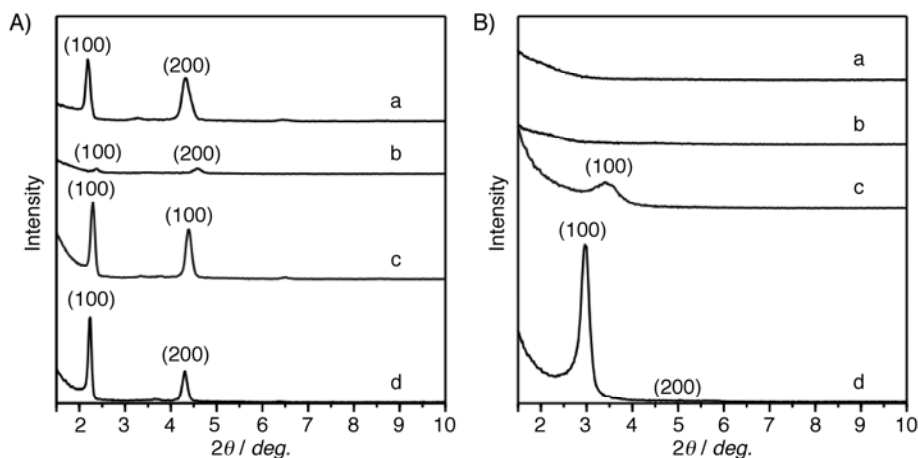 A)
(100)
(200)
a
(100)
(200)
b
(100)
(100)
c
(100)
(200)
d
Intensity
2 3 4 5 6 7 8 9 10
2θ / deg.
B)
a
b
(100)
c
(100)
(200)
d
Intensity
2 3 4 5 6 7 8 9 10
2θ / deg.